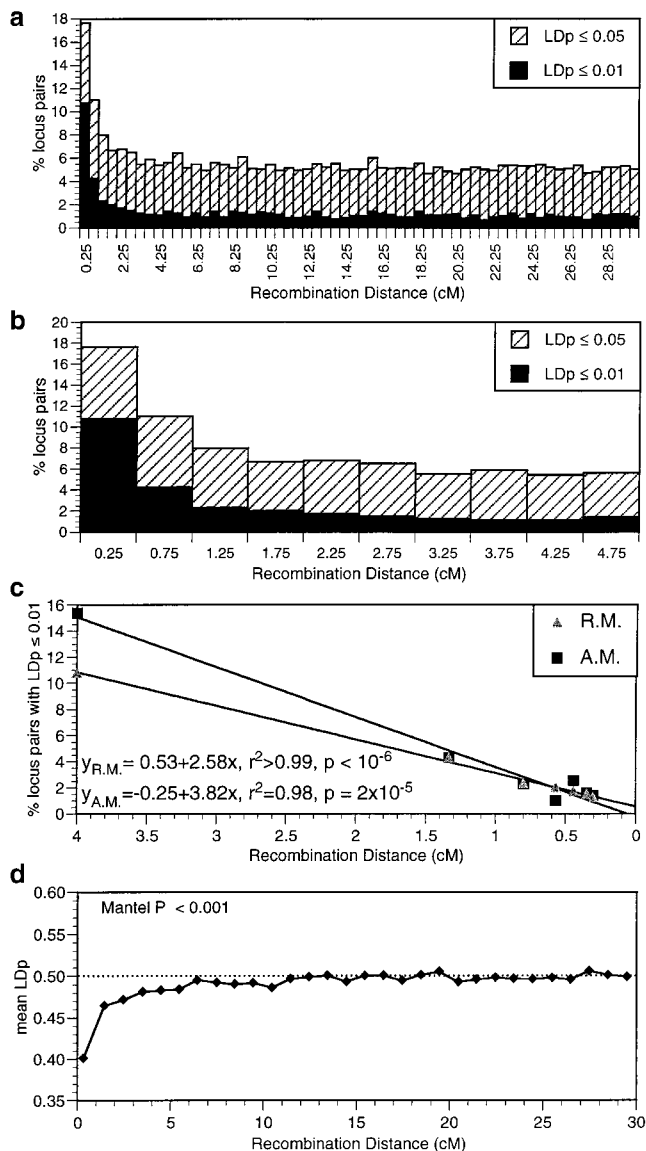 a
18
16
14
12
10
8
6
4
2
0
% locus pairs
LDp ≤ 0.05
LDp ≤ 0.01
0.25 2.25 4.25 6.25 8.25 10.25 12.25 14.25 16.25 18.25 20.25 22.25 24.25 26.25 28.25
Recombination Distance (cM)
b
20
18
16
14
12
10
8
6
4
2
0
% locus pairs
LDp ≤ 0.05
LDp ≤ 0.01
0.25 0.75 1.25 1.75 2.25 2.75 3.25 3.75 4.25 4.75
Recombination Distance (cM)
c
16
14
12
10
8
6
4
2
0
% locus pairs with LDp ≤ 0.01
R.M.
A.M.
yR.M.= 0.53+2.58x, r²>0.99, p < 10⁻⁶
yA.M.=-0.25+3.82x, r²=0.98, p = 2x10⁻⁵
4 3.5 3 2.5 2 1.5 1 0.5 0
Recombination Distance (cM)
d
0.60
0.55
0.50
0.45
0.40
0.35
mean LDp
Mantel P < 0.001
0 5 10 15 20 25 30
Recombination Distance (cM)